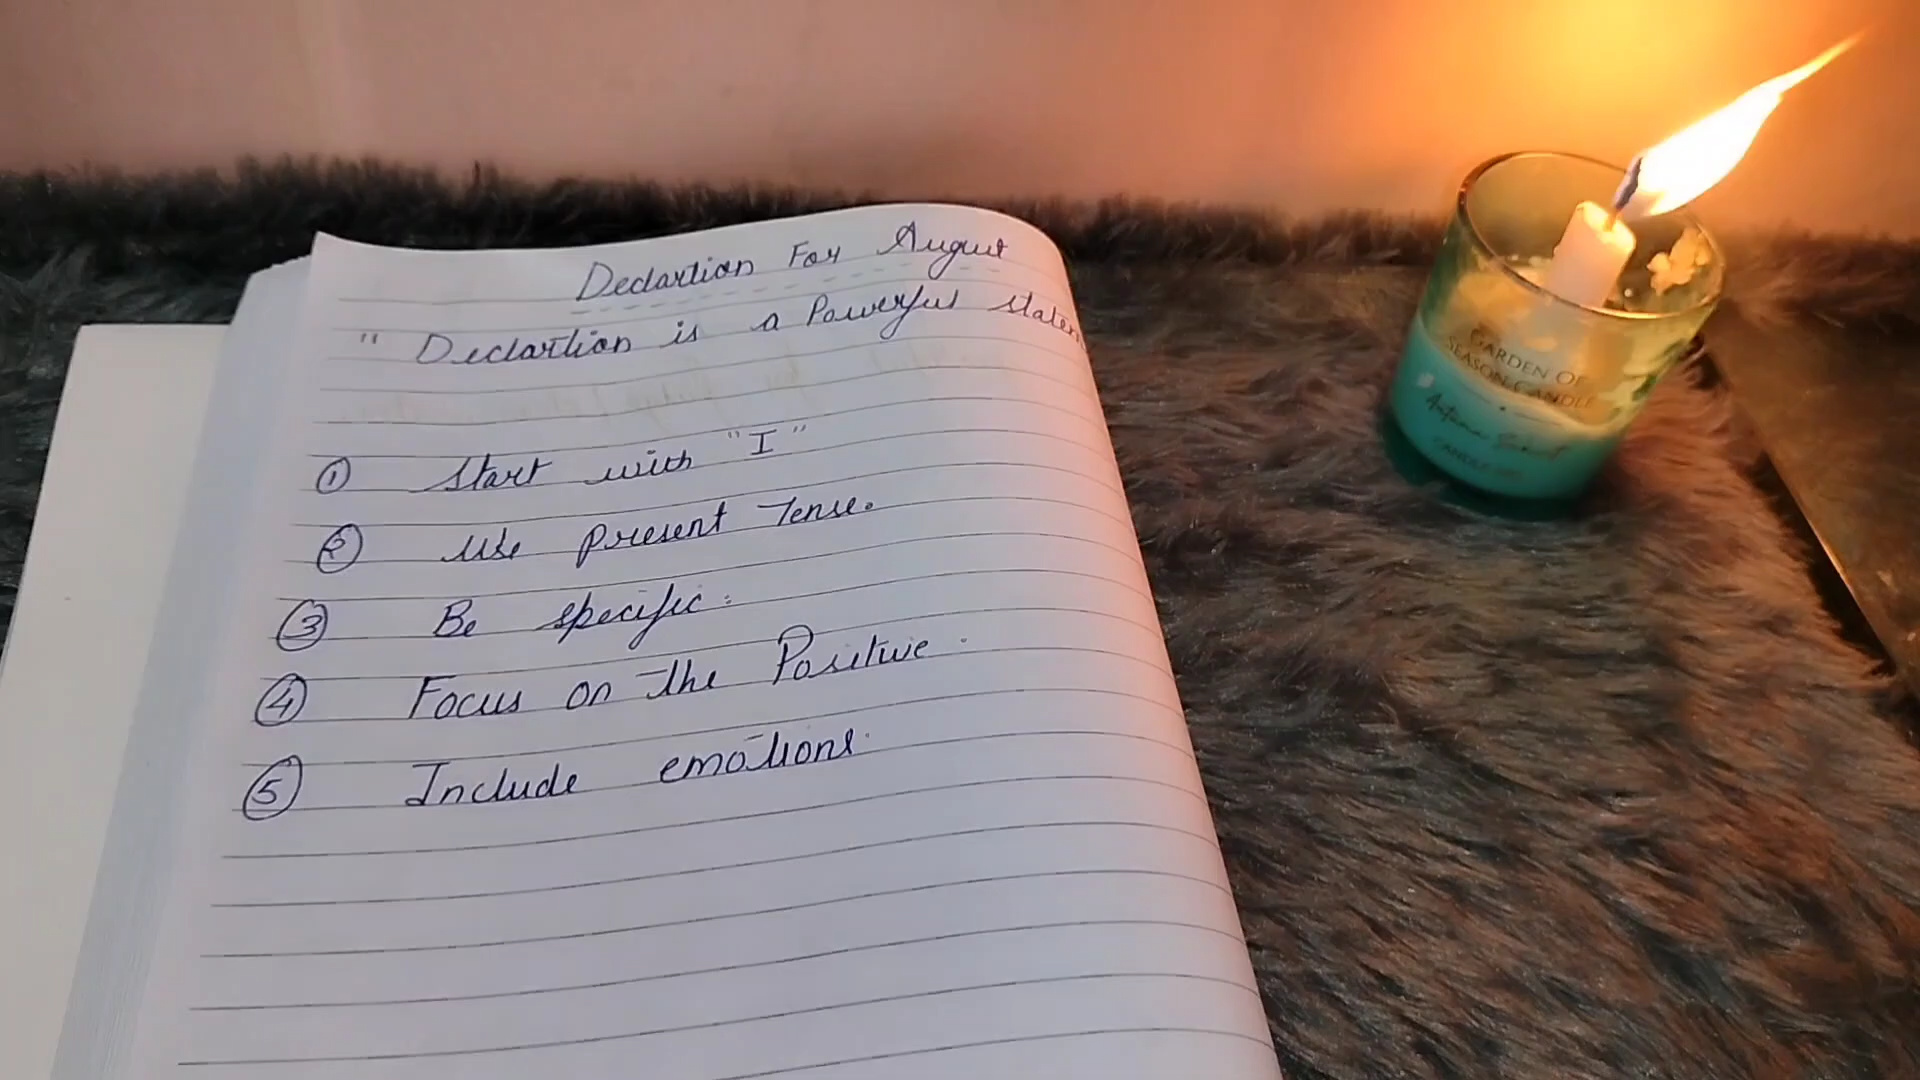 Declartion For August
" Declartion is a Powerful staten
① Start with "I"
② Use Present Tense.
③ Be specific.
④ Focus on the Positive.
⑤ Include emotions.
GARDEN OF
SEASON CANDLE
CANDLE